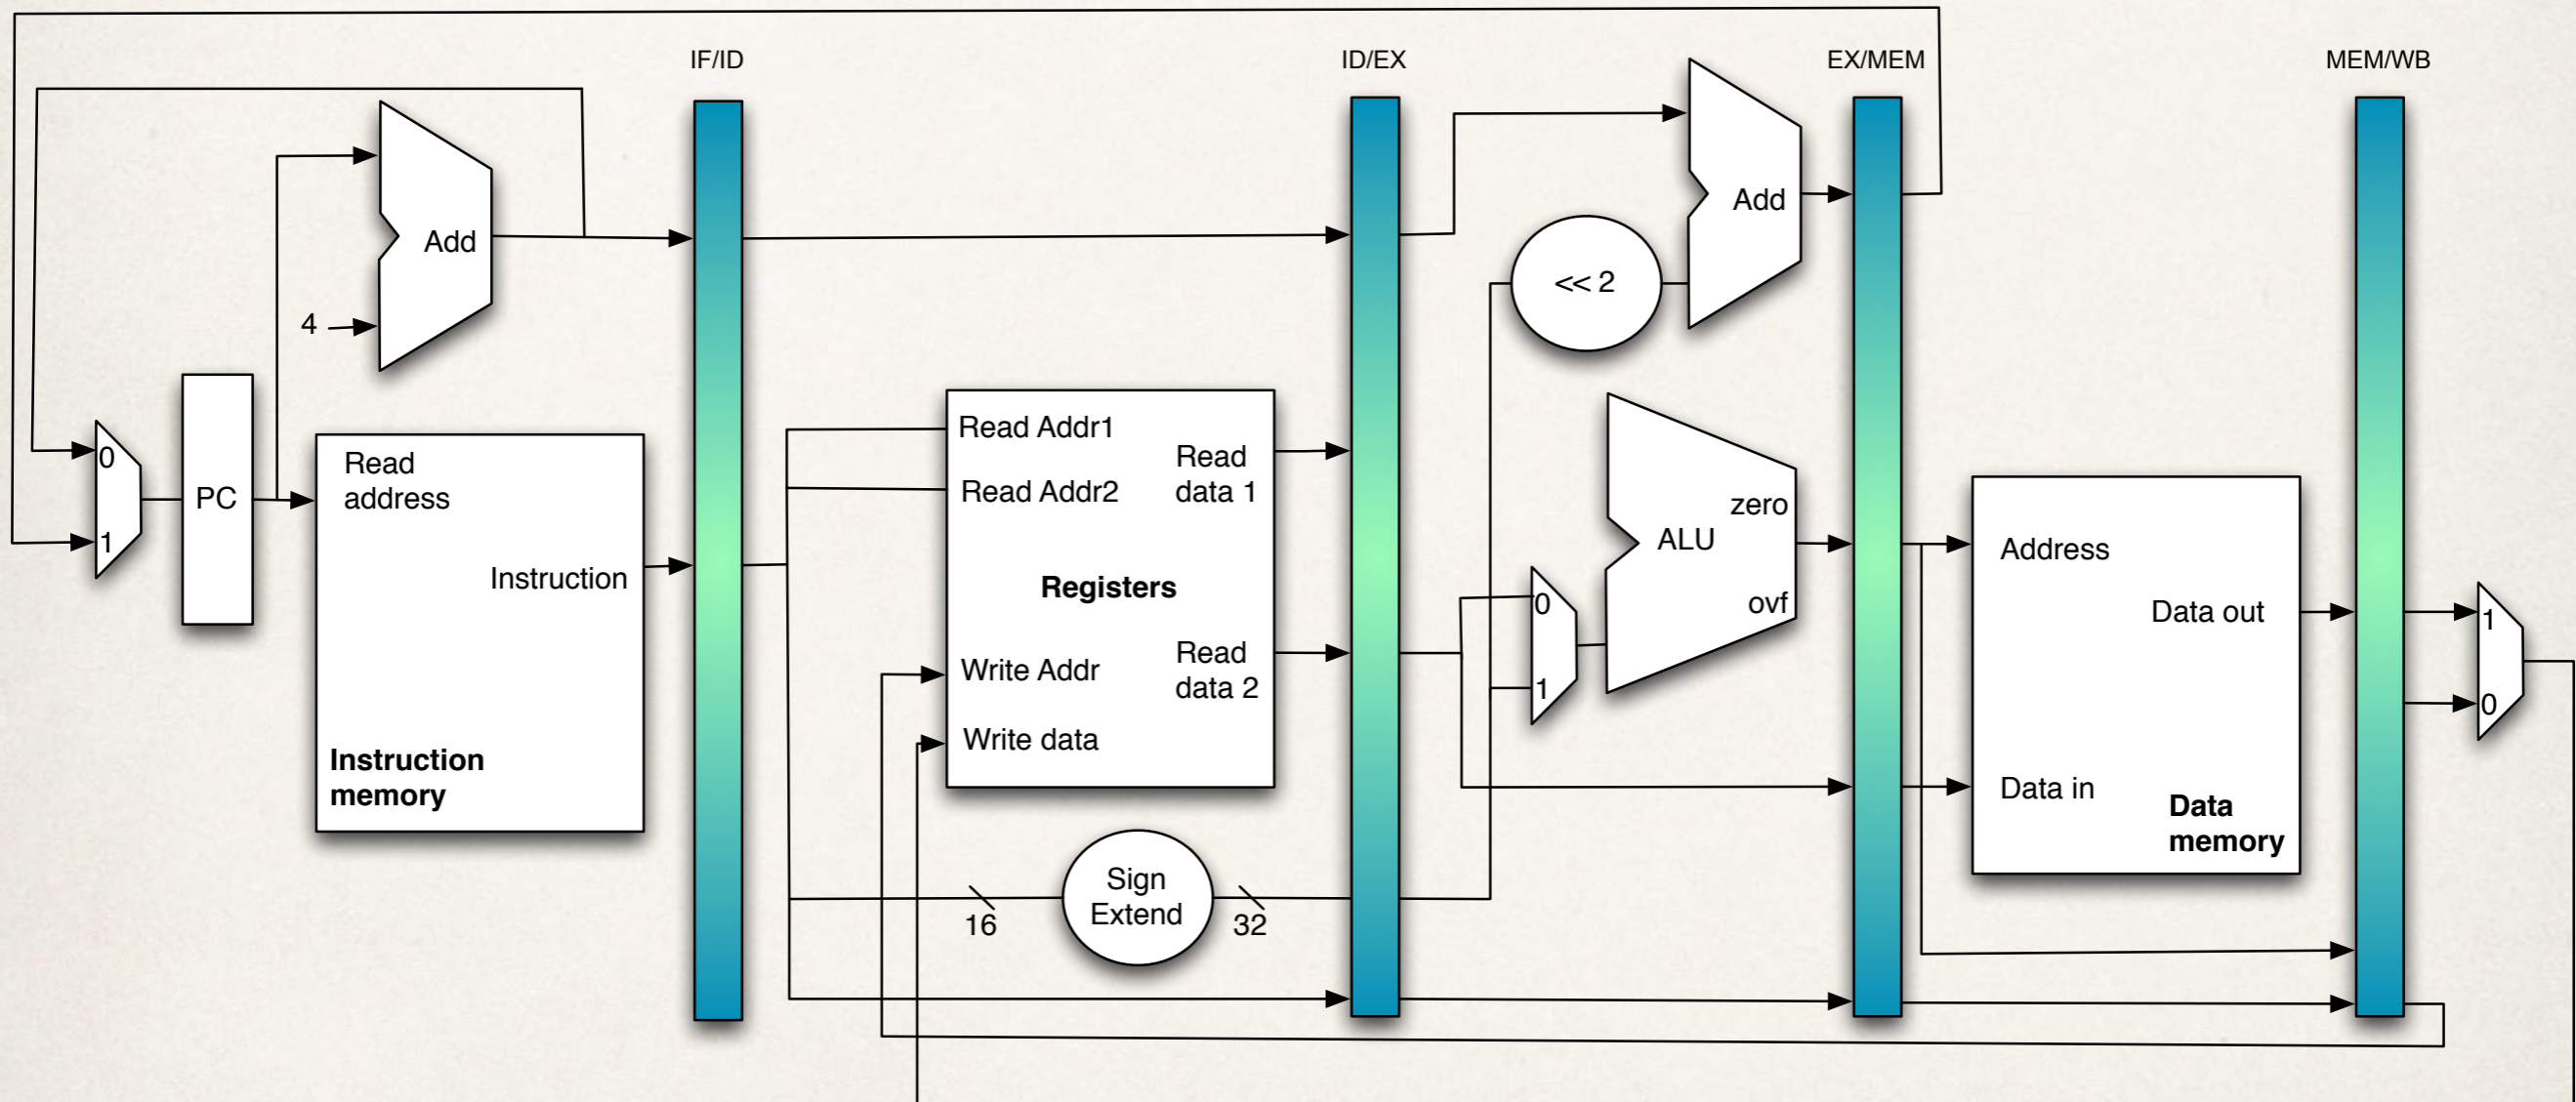 IF/ID
ID/EX
EX/MEM
MEM/WB
Add
4
0
1
PC
Read
address
Instruction
Instruction
memory
Read Addr1
Read Addr2
Read
data 1
Registers
Write Addr
Read
data 2
Write data
Sign
Extend
16
32
Add
<< 2
zero
ALU
ovf
0
1
Address
Data out
Data in
Data
memory
1
0